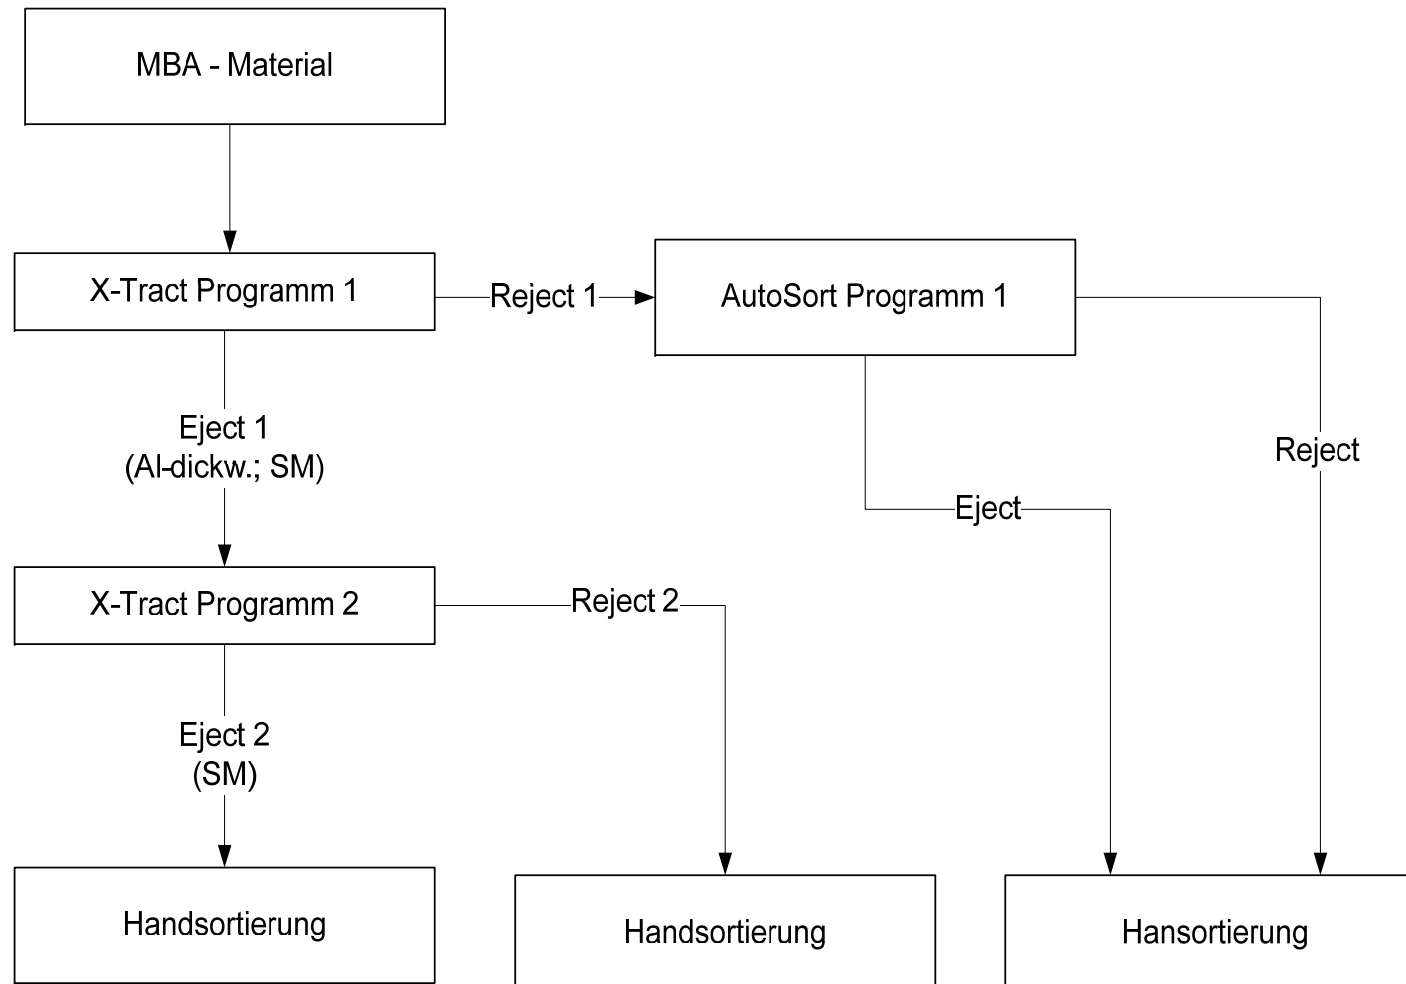 MBA - Material
X-Tract Programm 1
Reject 1
AutoSort Programm 1
Eject 1
(Al-dickw.; SM)
Reject
Eject
X-Tract Programm 2
Reject 2
Eject 2
(SM)
Handsortierung
Handsortierung
Hansortierung